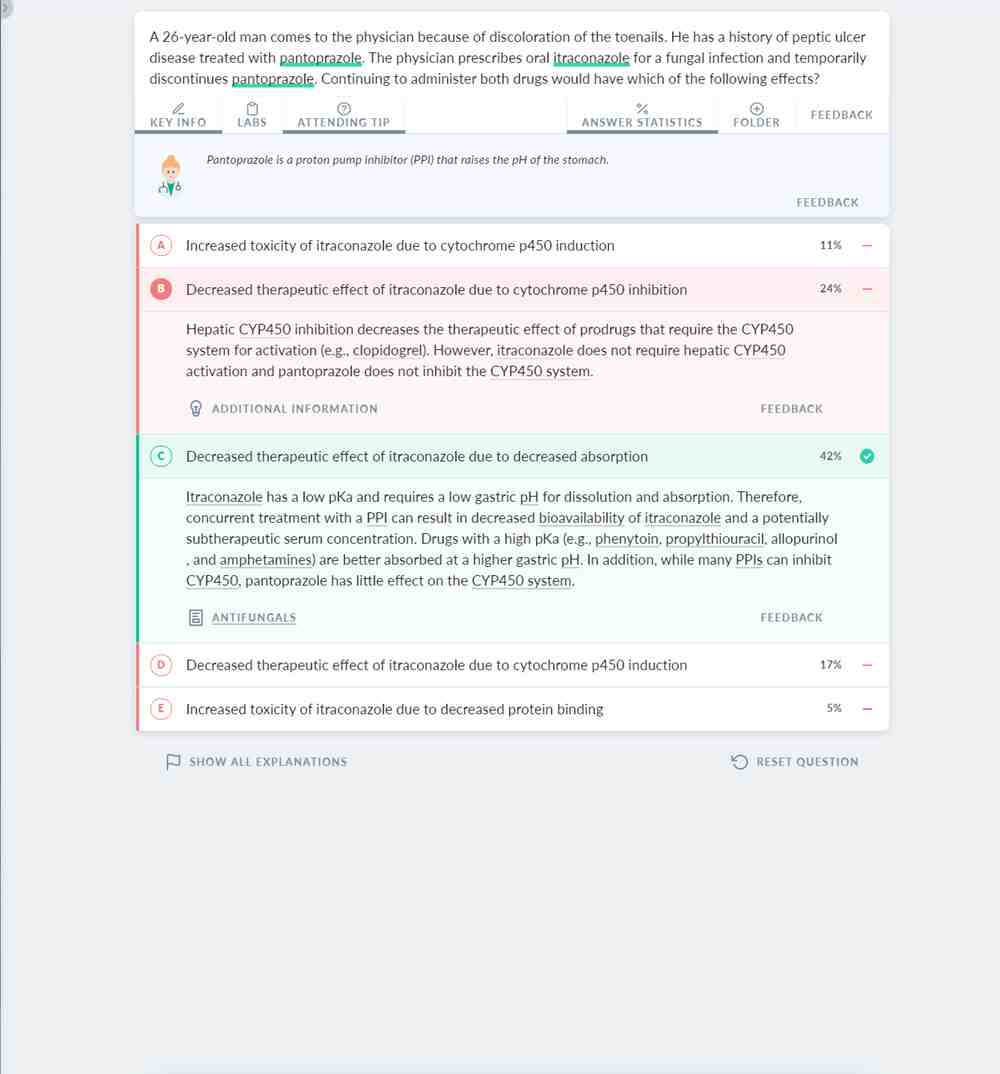 A 26-year-old man comes to the physician because of discoloration of the toenails. He has a history of peptic ulcer
disease treated with pantoprazole. The physician prescribes oral itraconazole for a fungal infection and temporarily
discontinues pantoprazole. Continuing to administer both drugs would have which of the following effects?
KEY INFO
LABS
ATTENDING TIP
ANSWER STATISTICS
FOLDER
FEEDBACK
Pantoprazole is a proton pump inhibitor (PPI) that raises the pH of the stomach.
FEEDBACK
A Increased toxicity of itraconazole due to cytochrome p450 induction 11%
B Decreased therapeutic effect of itraconazole due to cytochrome p450 inhibition 24%
Hepatic CYP450 inhibition decreases the therapeutic effect of prodrugs that require the CYP450
system for activation (e.g., clopidogrel). However, itraconazole does not require hepatic CYP450
activation and pantoprazole does not inhibit the CYP450 system.
ADDITIONAL INFORMATION FEEDBACK
C Decreased therapeutic effect of itraconazole due to decreased absorption 42%
Itraconazole has a low pKa and requires a low gastric pH for dissolution and absorption. Therefore,
concurrent treatment with a PPI can result in decreased bioavailability of itraconazole and a potentially
subtherapeutic serum concentration. Drugs with a high pKa (e.g., phenytoin, propylthiouracil, allopurinol
, and amphetamines) are better absorbed at a higher gastric pH. In addition, while many PPIs can inhibit
CYP450, pantoprazole has little effect on the CYP450 system.
ANTIFUNGALS FEEDBACK
D Decreased therapeutic effect of itraconazole due to cytochrome p450 induction 17%
E Increased toxicity of itraconazole due to decreased protein binding 5%
SHOW ALL EXPLANATIONS RESET QUESTION